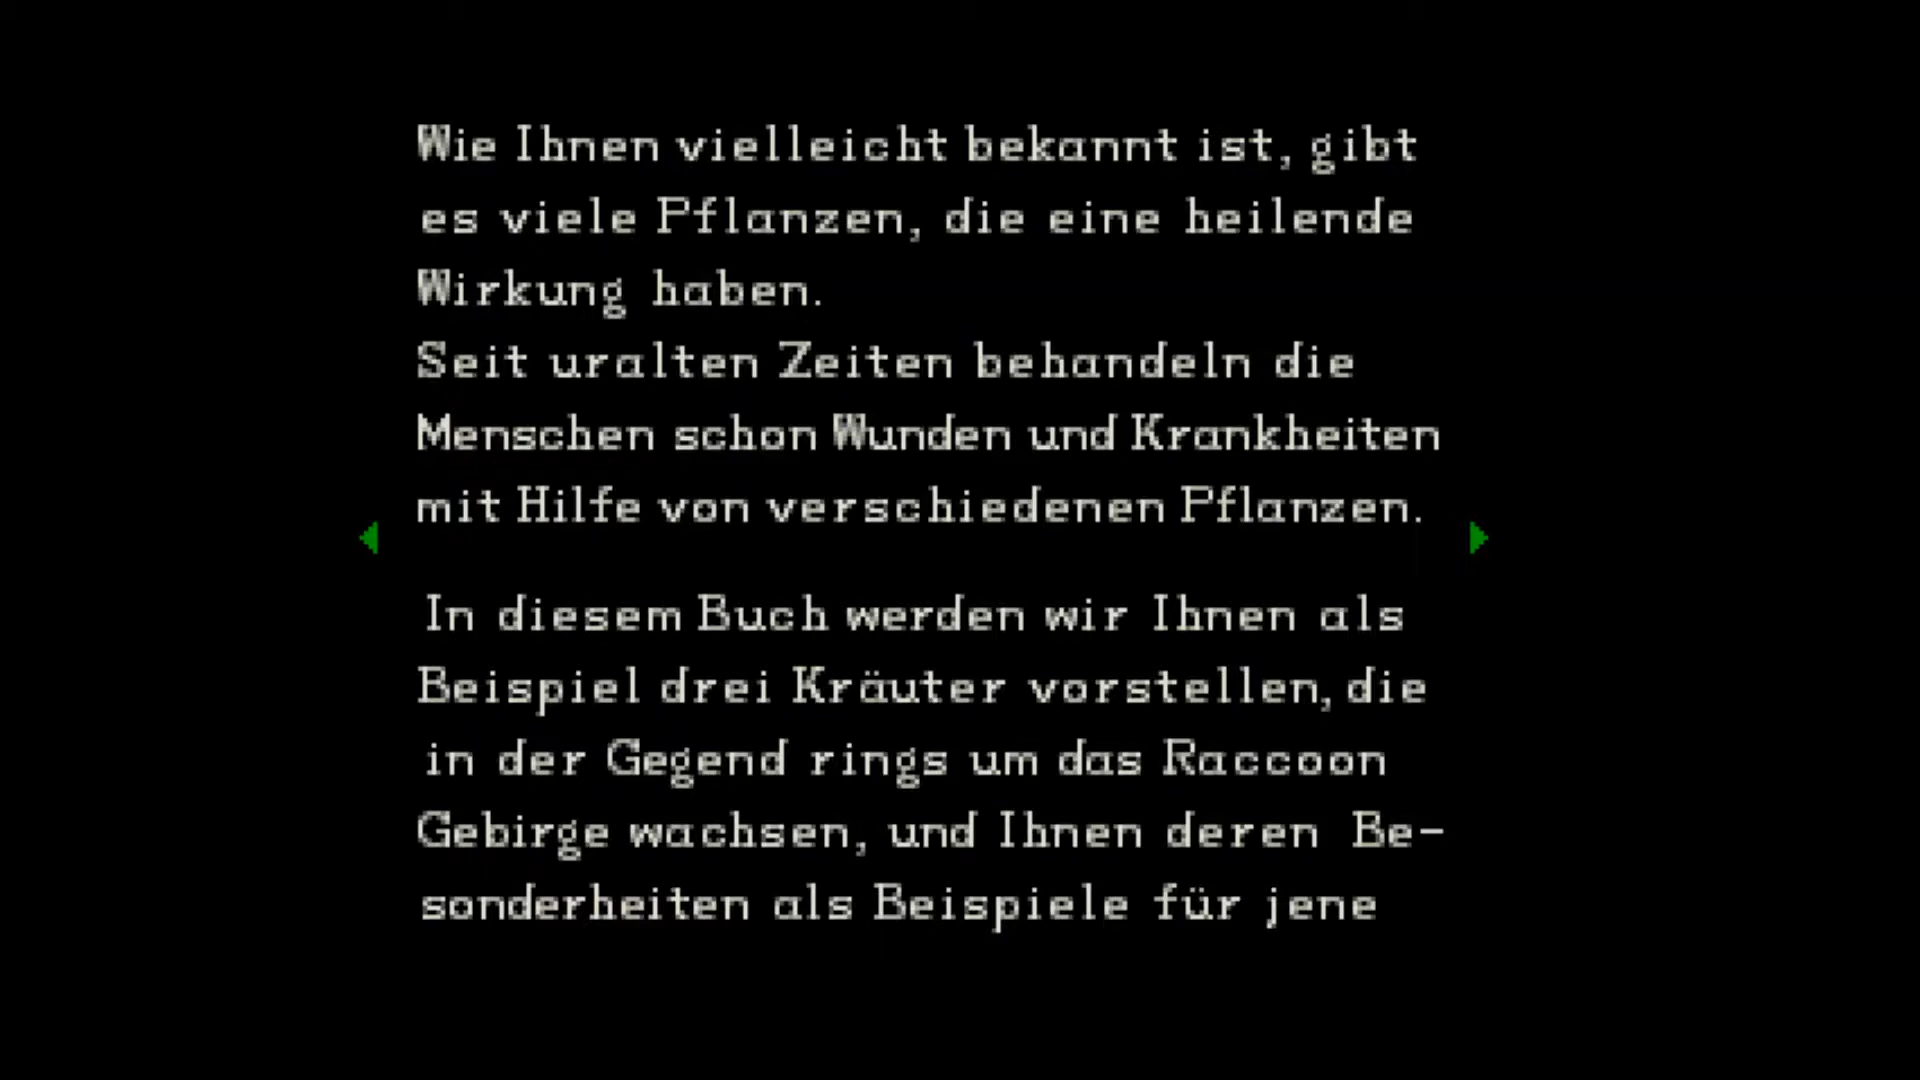 Wie Ihnen vielleicht bekannt ist, gibt
es viele Pflanzen, die eine heilende
Wirkung haben.
Seit uralten Zeiten behandeln die
Menschen schon Wunden und Krankheiten
mit Hilfe von verschiedenen Pflanzen.
In diesem Buch werden wir Ihnen als
Beispiel drei Kräuter vorstellen, die
in der Gegend rings um das Raccoon
Gebirge wachsen, und Ihnen deren Be-
sonderheiten als Beispiele für jene